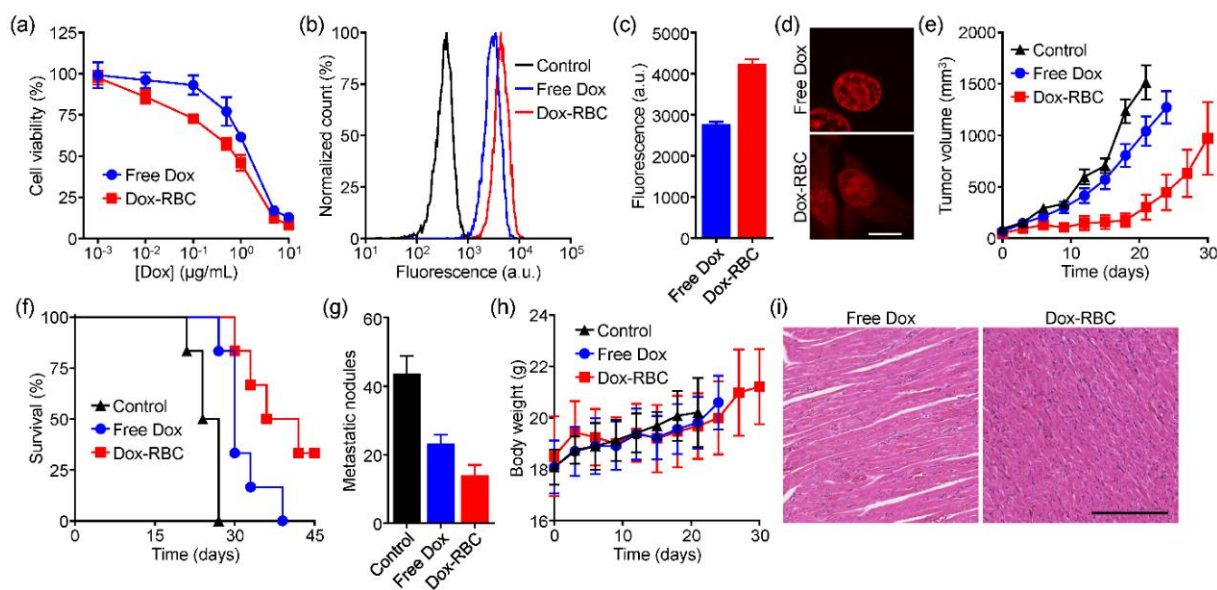 (a)
Cell viability (%)
125
100
75
50
25
0
Free Dox
Dox-RBC
10⁻³ 10⁻² 10⁻¹ 10⁰ 10¹
[Dox] (μg/mL)
(b)
Normalized count (%)
100
75
50
25
0
Control
Free Dox
Dox-RBC
10¹ 10² 10³ 10⁴ 10⁵
Fluorescence (a.u.)
(c)
Fluorescence (a.u.)
5000
4000
3000
2000
1000
0
Free Dox
Dox-RBC
(d)
Free Dox
Dox-RBC
(e)
Tumor volume (mm³)
2000
1500
1000
500
0
Control
Free Dox
Dox-RBC
0 10 20 30
Time (days)
(f)
Survival (%)
100
75
50
25
0
Control
Free Dox
Dox-RBC
0 15 30 45
Time (days)
(g)
Metastatic nodules
60
40
20
0
Control
Free Dox
Dox-RBC
(h)
Body weight (g)
24
22
20
18
16
Control
Free Dox
Dox-RBC
0 10 20 30
Time (days)
(i)
Free Dox
Dox-RBC